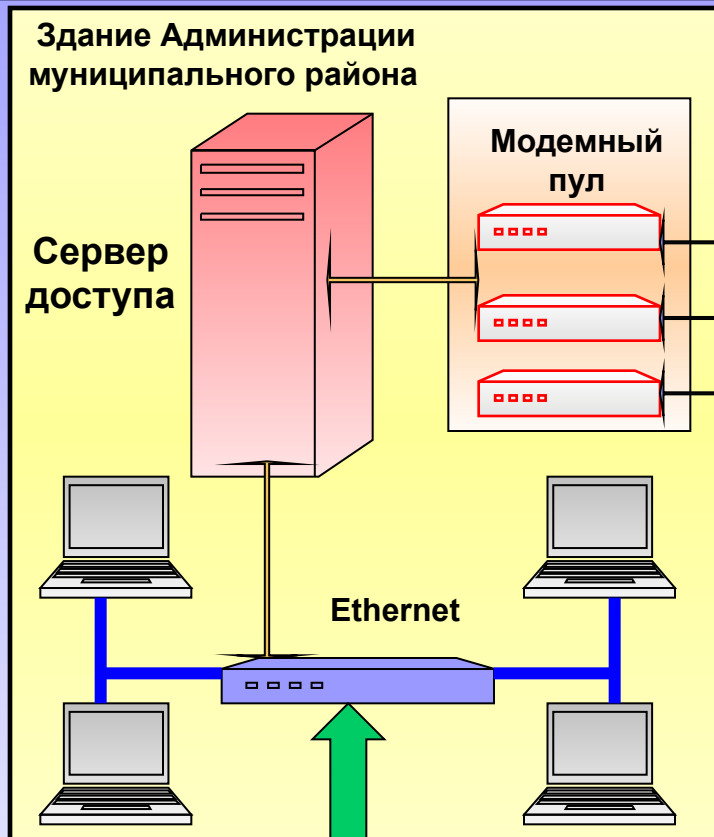 Здание Администрации
муниципального района
Модемный
пул
Сервер
доступа
Ethernet